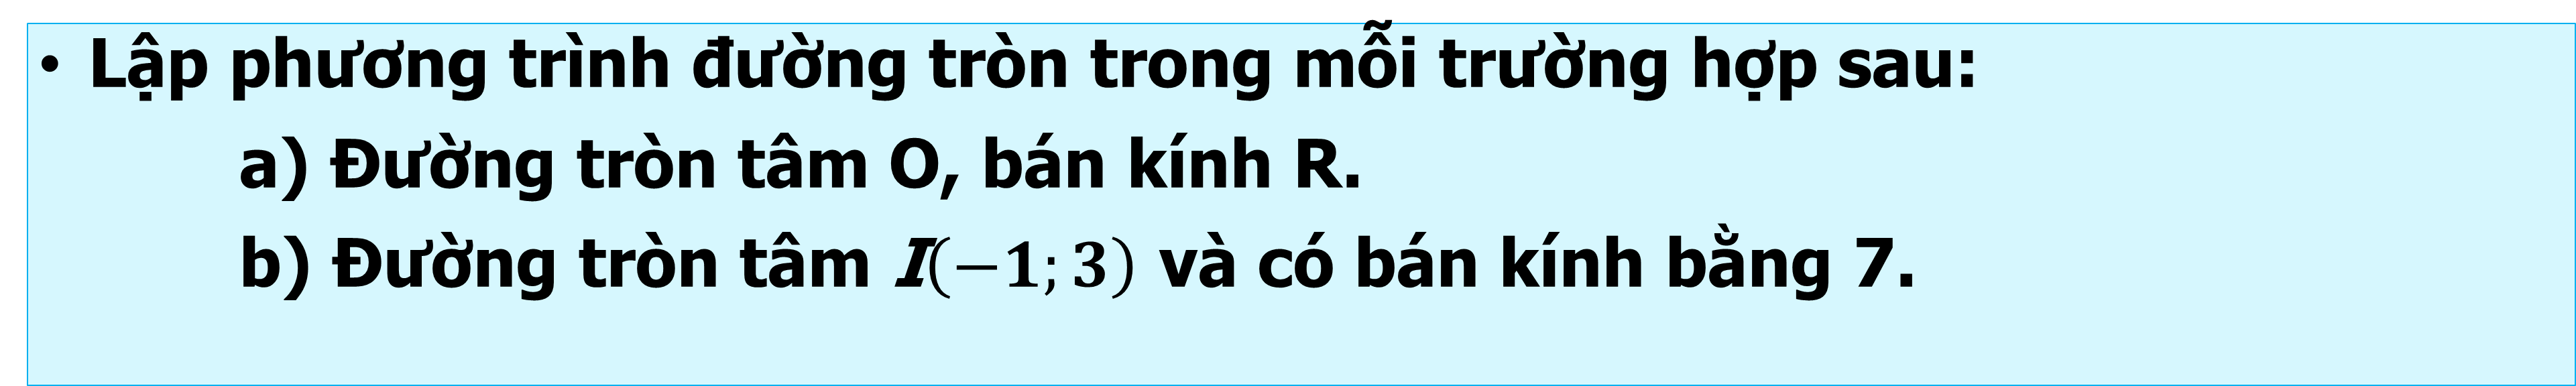 • Lập phương trình đường tròn trong mỗi trường hợp sau:
a) Đường tròn tâm O, bán kính R.
b) Đường tròn tâm I(−1; 3) và có bán kính bằng 7.